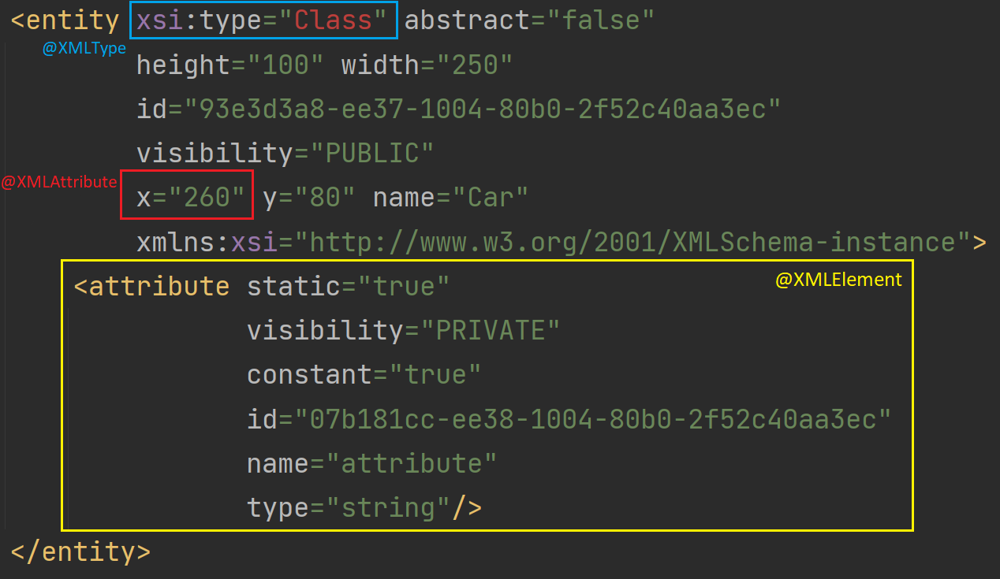 <entity xsi:type="Class" abstract="false"
@XMLType
height="100" width="250"
id="93e3d3a8-ee37-1004-80b0-2f52c40aa3ec"
visibility="PUBLIC"
@XMLAttribute
x="260" y="80" name="Car"
xmlns:xsi="http://www.w3.org/2001/XMLSchema-instance">
<attribute static="true"
@XMLElement
visibility="PRIVATE"
constant="true"
id="07b181cc-ee38-1004-80b0-2f52c40aa3ec"
name="attribute"
type="string"/>
</entity>